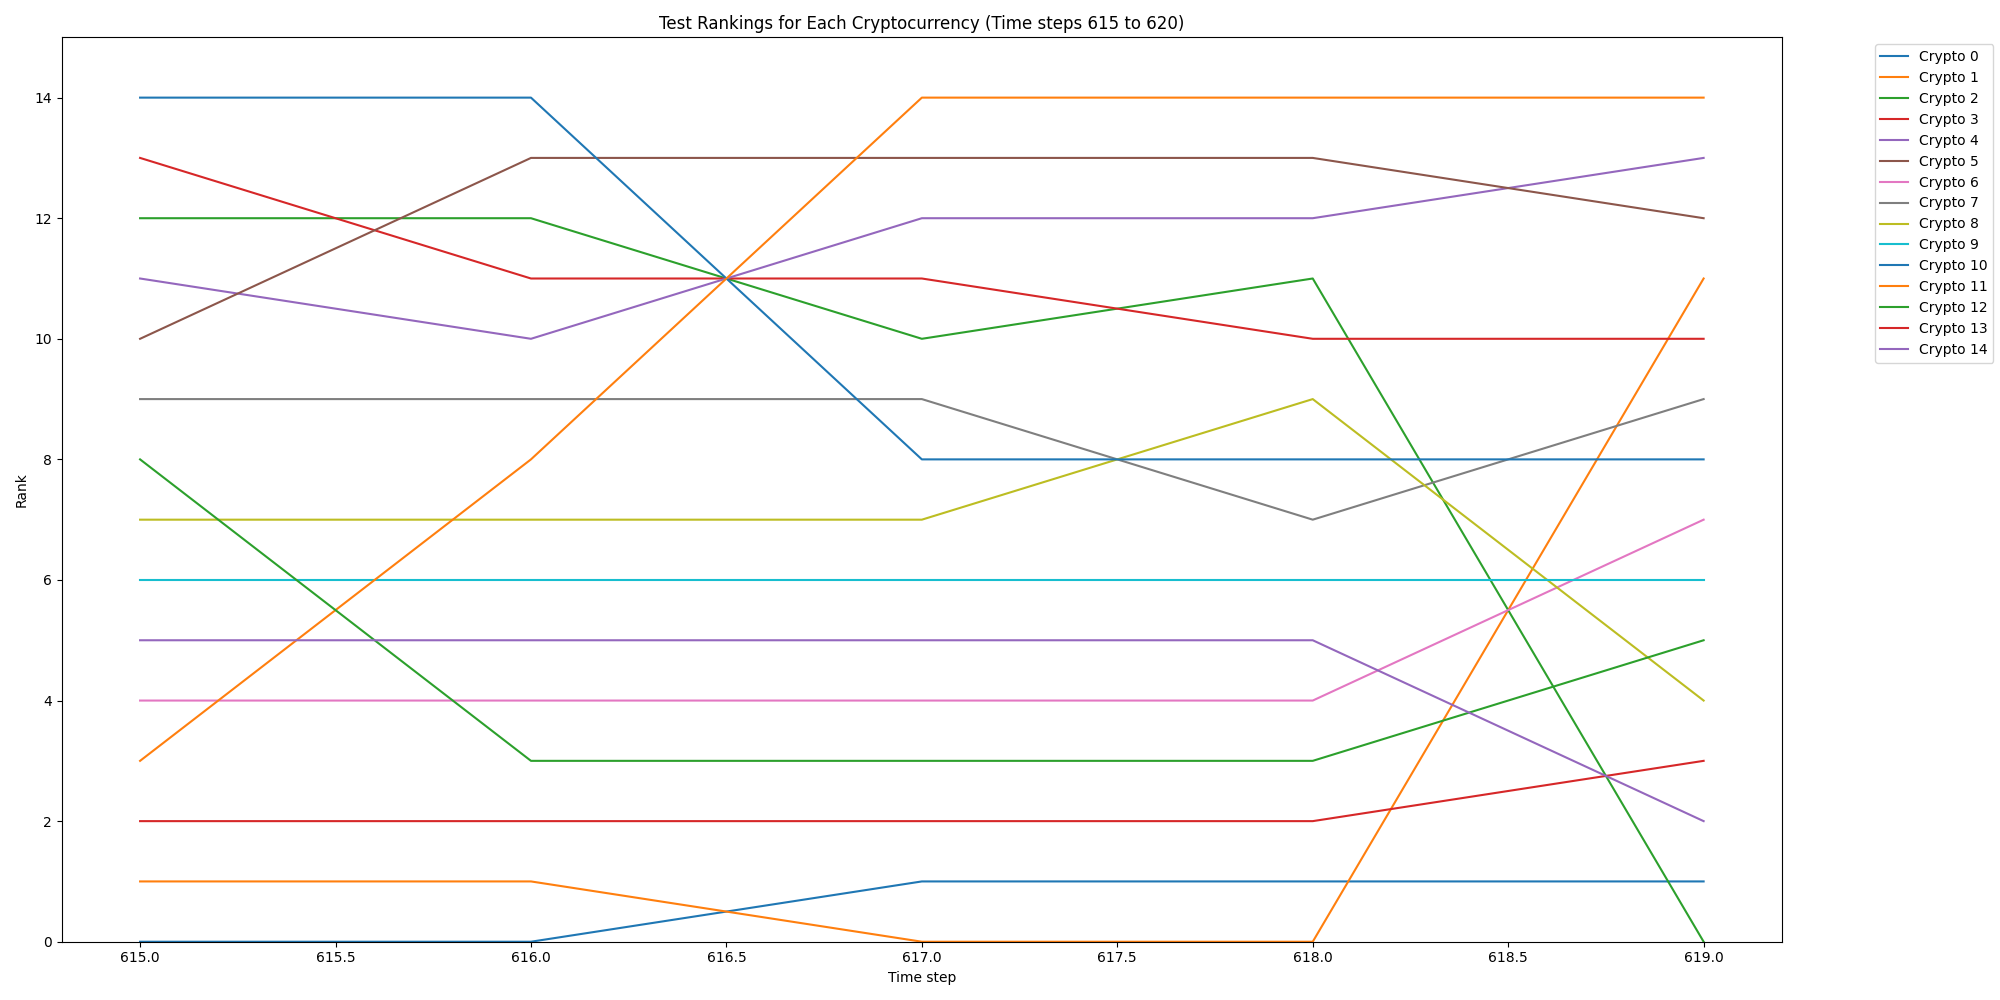 Test Rankings for Each Cryptocurrency (Time steps 615 to 620)
Crypto 0
Crypto 1
Crypto 2
Crypto 3
Crypto 4
Crypto 5
Crypto 6
Crypto 7
Crypto 8
Crypto 9
Crypto 10
Crypto 11
Crypto 12
Crypto 13
Crypto 14
Rank
14
12
10
8
6
4
2
0
615.0 615.5 616.0 616.5 617.0 617.5 618.0 618.5 619.0
Time step